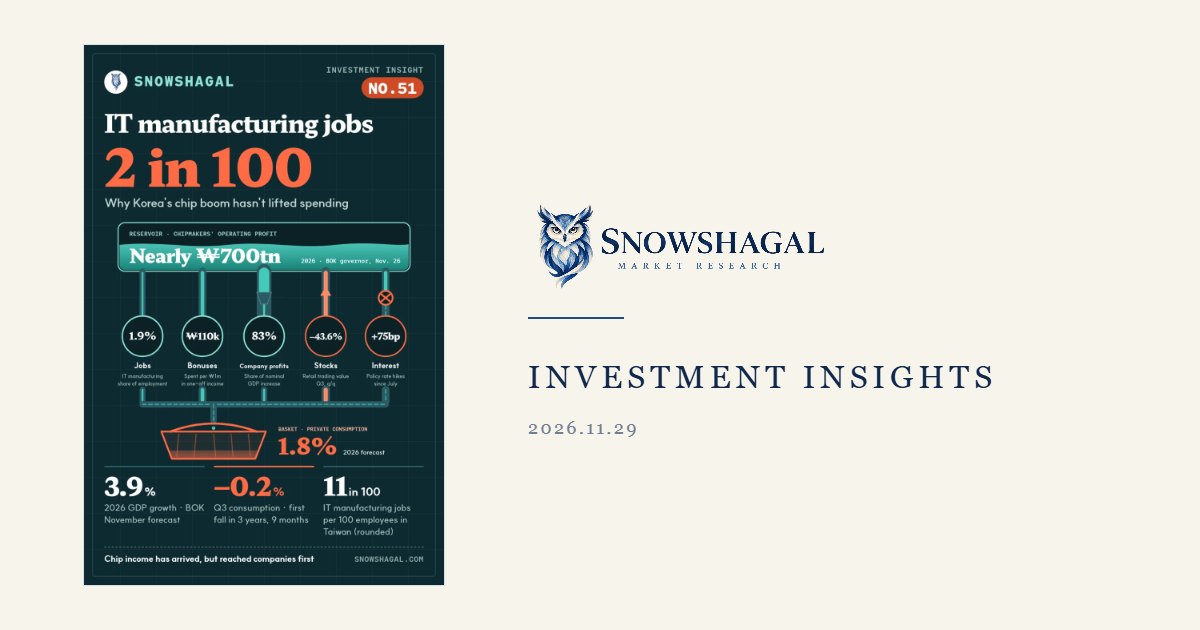 SNOWSHAGAL
INVESTMENT INSIGHT
NO.51
IT manufacturing jobs
2 in 100
Why Korea's chip boom hasn't lifted spending
RESERVOIR · CHIPMAKERS' OPERATING PROFIT
Nearly ₩700tn
2026 · BOK governor, Nov. 26
1.9%
₩110k
83%
−43.6%
+75bp
Jobs
Bonuses
Company profits
Stocks
Interest
IT manufacturing
share of employment
Spent per ₩1m
in one-off income
Share of nominal
GDP increase
Retail trading value
Q3, q/q
Policy rate hikes
since July
BASKET · PRIVATE CONSUMPTION
1.8% 2026 forecast
3.9%
2026 GDP growth · BOK
November forecast
−0.2%
Q3 consumption · first
fall in 3 years, 9 months
11 in 100
IT manufacturing jobs
per 100 employees in
Taiwan (rounded)
Chip income has arrived, but reached companies first
SNOWSHAGAL.COM
SNOWSHAGAL
MARKET RESEARCH
INVESTMENT INSIGHTS
2026.11.29